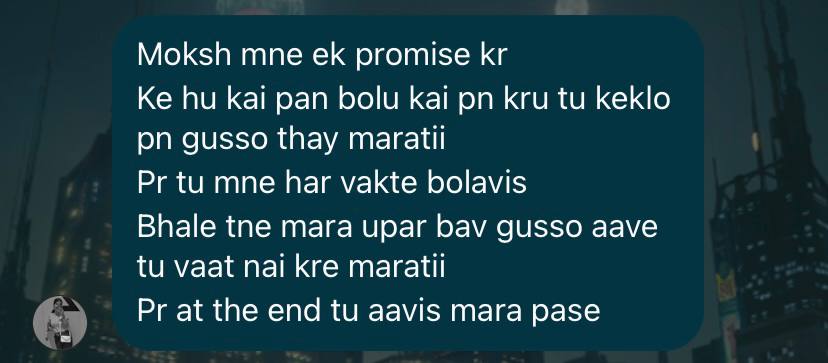 Moksh mne ek promise kr
Ke hu kai pan bolu kai pn kru tu keklo
pn gusso thay maratii
Pr tu mne har vakte bolavis
Bhale tne mara upar bav gusso aave
tu vaat nai kre maratii
Pr at the end tu aavis mara pase